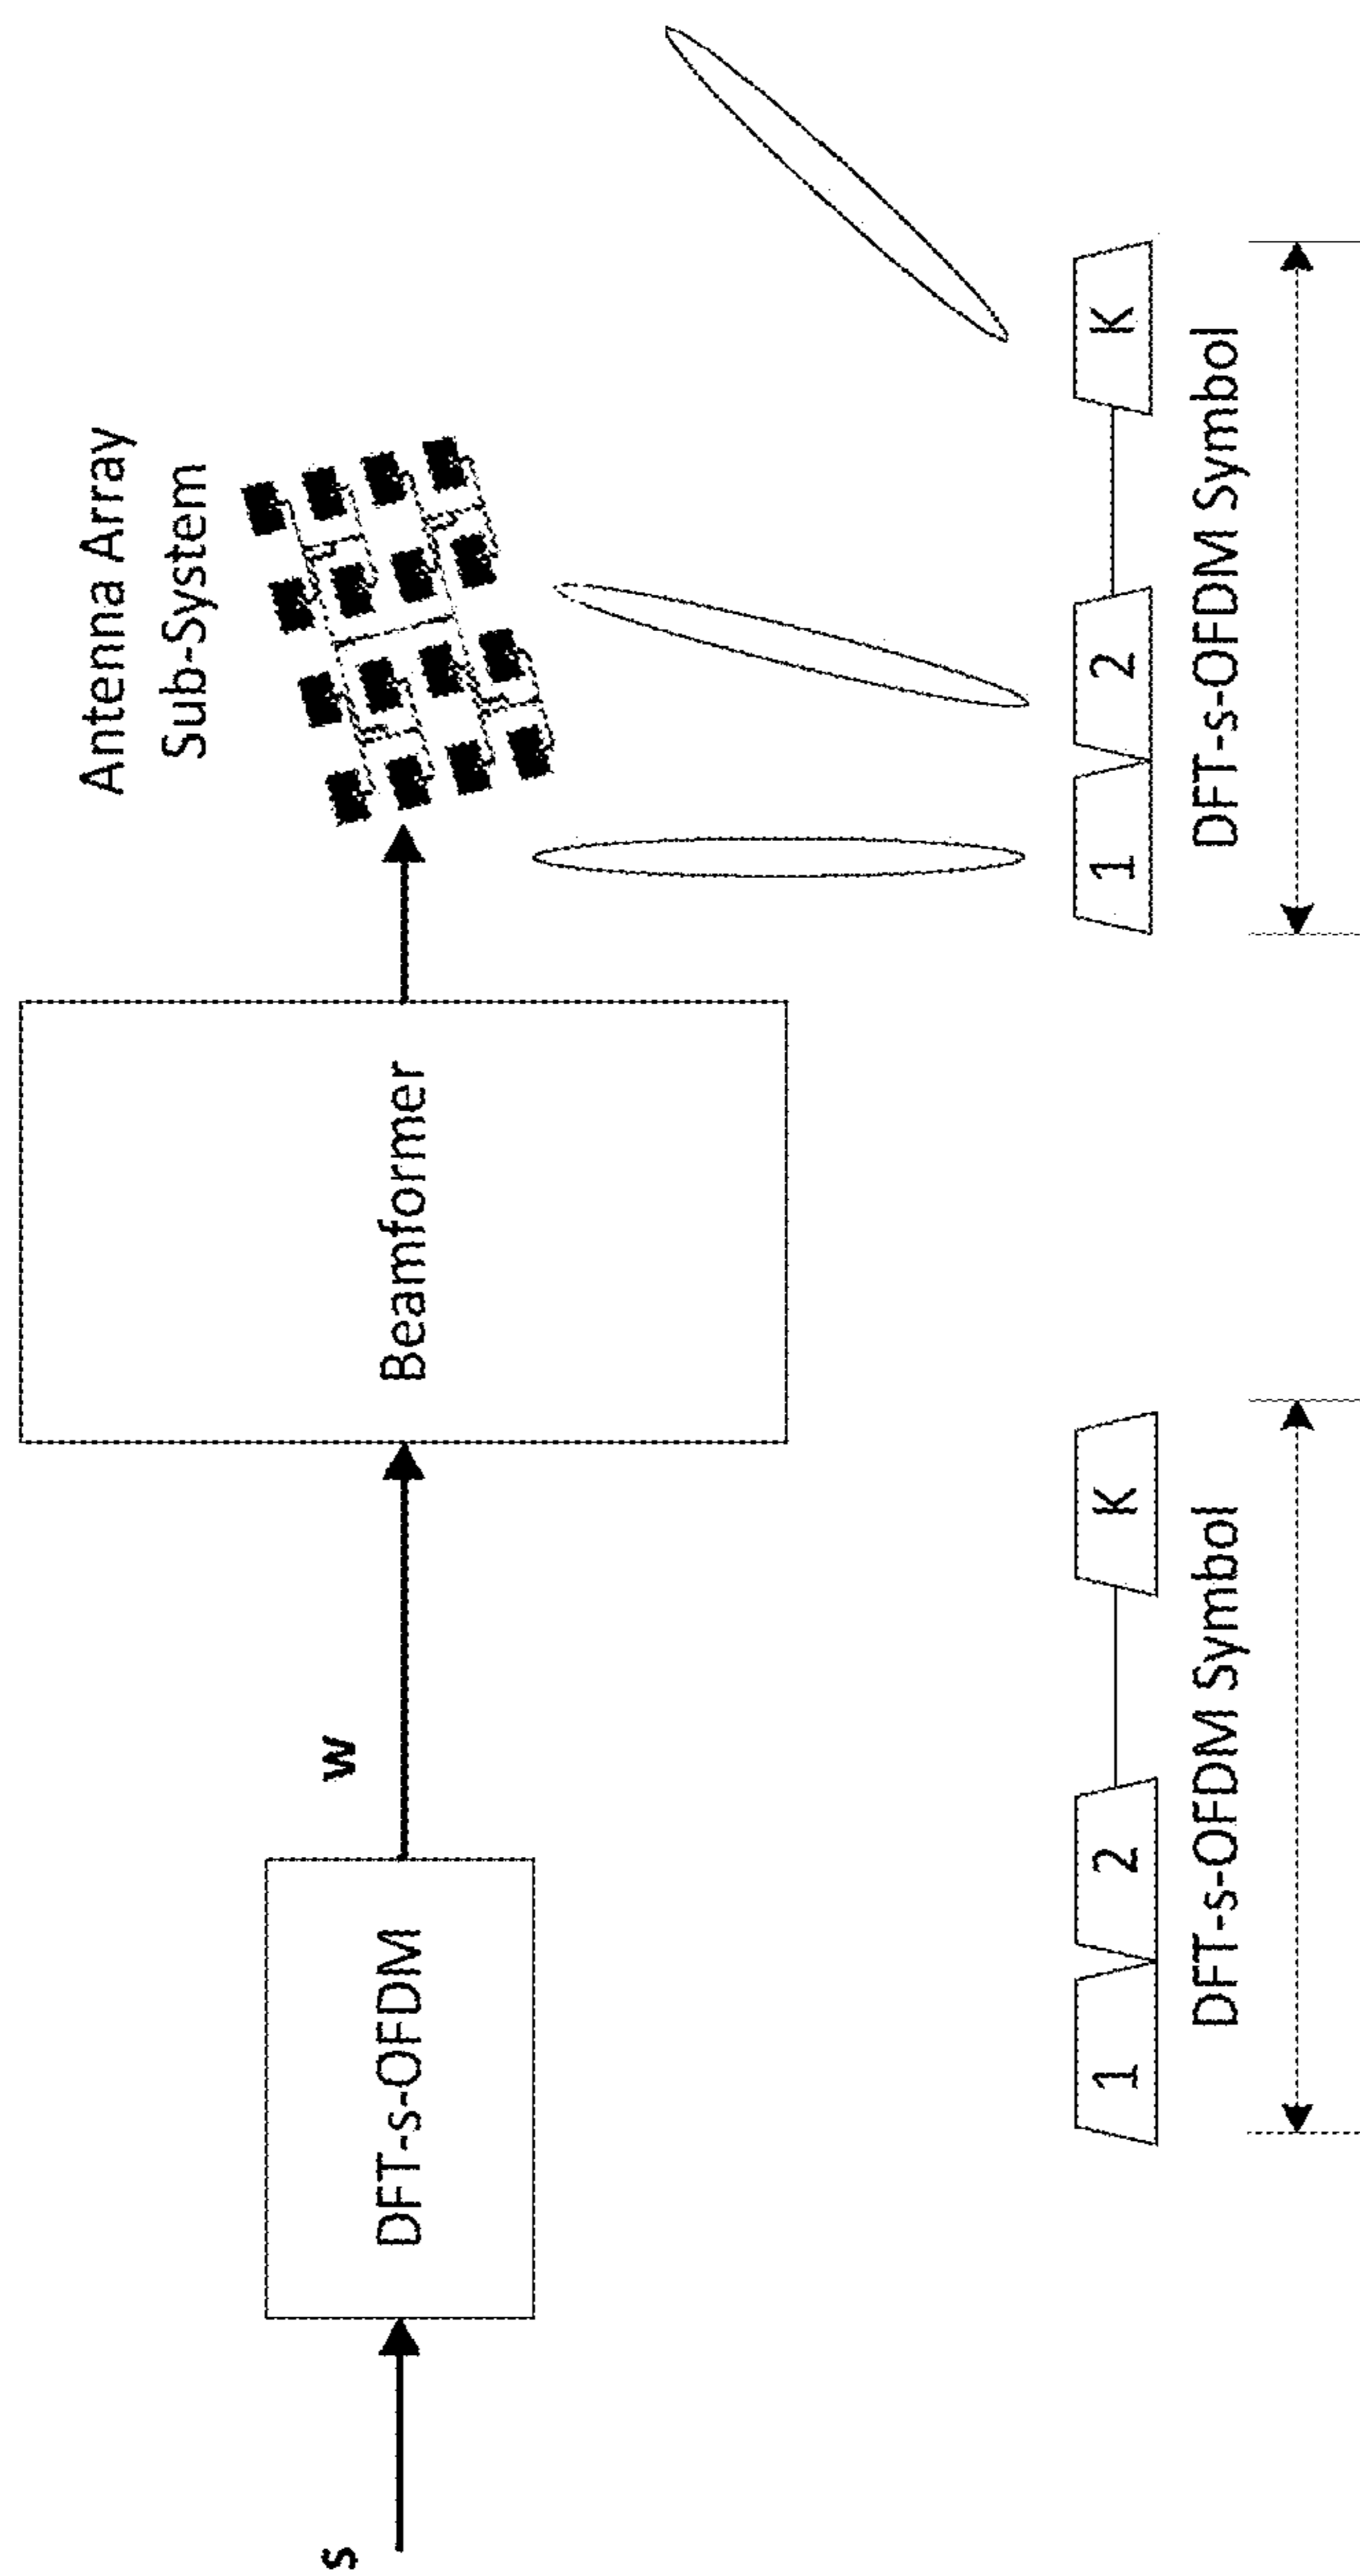 s
DFT-s-OFDM
w
Beamformer
Antenna Array
Sub-System
1 2 K
DFT-s-OFDM Symbol
1 2 K
DFT-s-OFDM Symbol